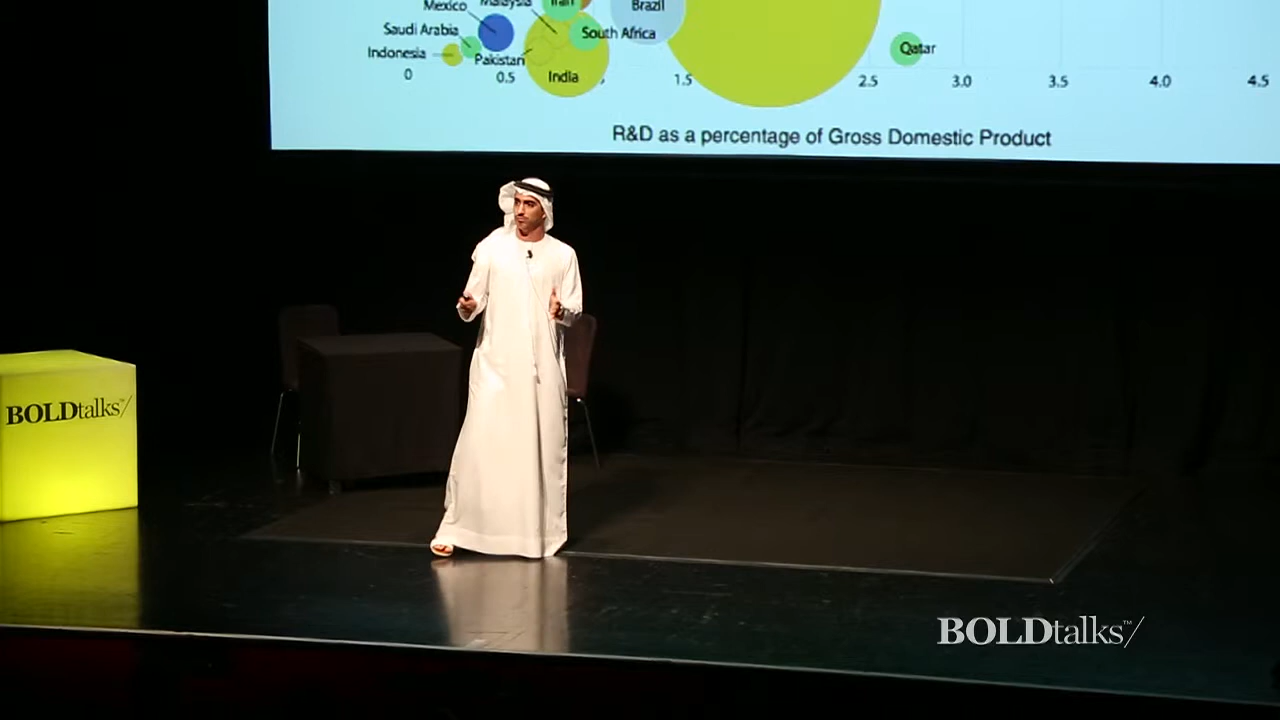 Mexico
Malaysia
Iran
Brazil
Saudi Arabia
South Africa
Qatar
Indonesia
Pakistan
India
0
0.5
1.5
2.5
3.0
3.5
4.0
4.5
R&D as a percentage of Gross Domestic Product
BOLDtalks™/
BOLDtalks™/